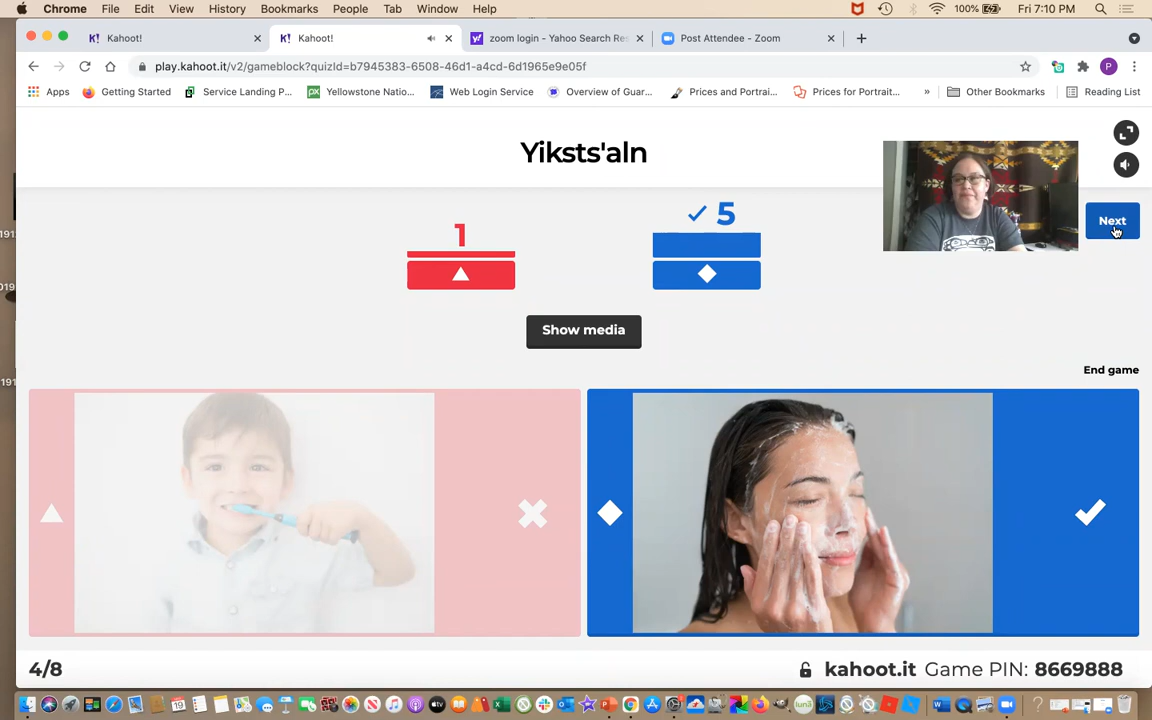 Chrome File Edit View History Bookmarks People Tab Window Help 100% Fri 7:10 PM
Kahoot! Kahoot! zoom login - Yahoo Search Res Post Attendee - Zoom
play.kahoot.it/v2/gameblock?quizId=b7945383-6508-46d1-a4cd-6d1965e9e05f P
Apps Getting Started Service Landing P... Yellowstone Natio... Web Login Service Overview of Guar... Prices and Portrai... Prices for Portrait... » Other Bookmarks Reading List
Yiksts'aln
1
5
Next
Show media
End game
4/8
kahoot.it Game PIN: 8669888